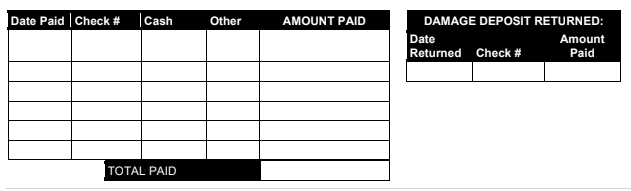 Date Paid Check # Cash Other AMOUNT PAID
TOTAL PAID
DAMAGE DEPOSIT RETURNED:
Date Returned Check # Amount Paid